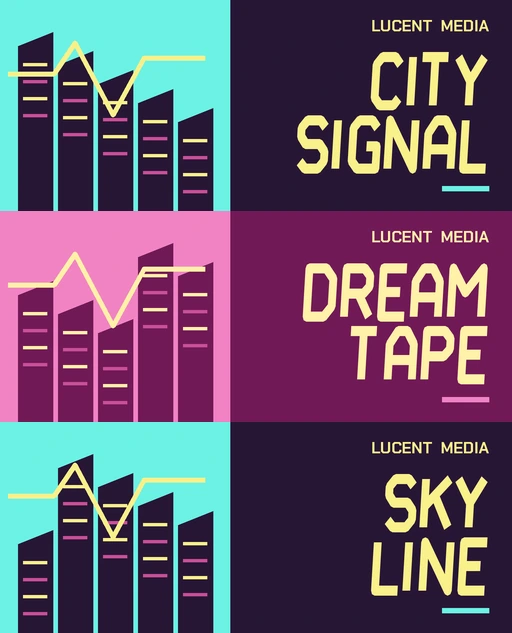 LUCENT MEDIA
CITY
SIGNAL
LUCENT MEDIA
DREAM
TAPE
LUCENT MEDIA
SKY
LINE